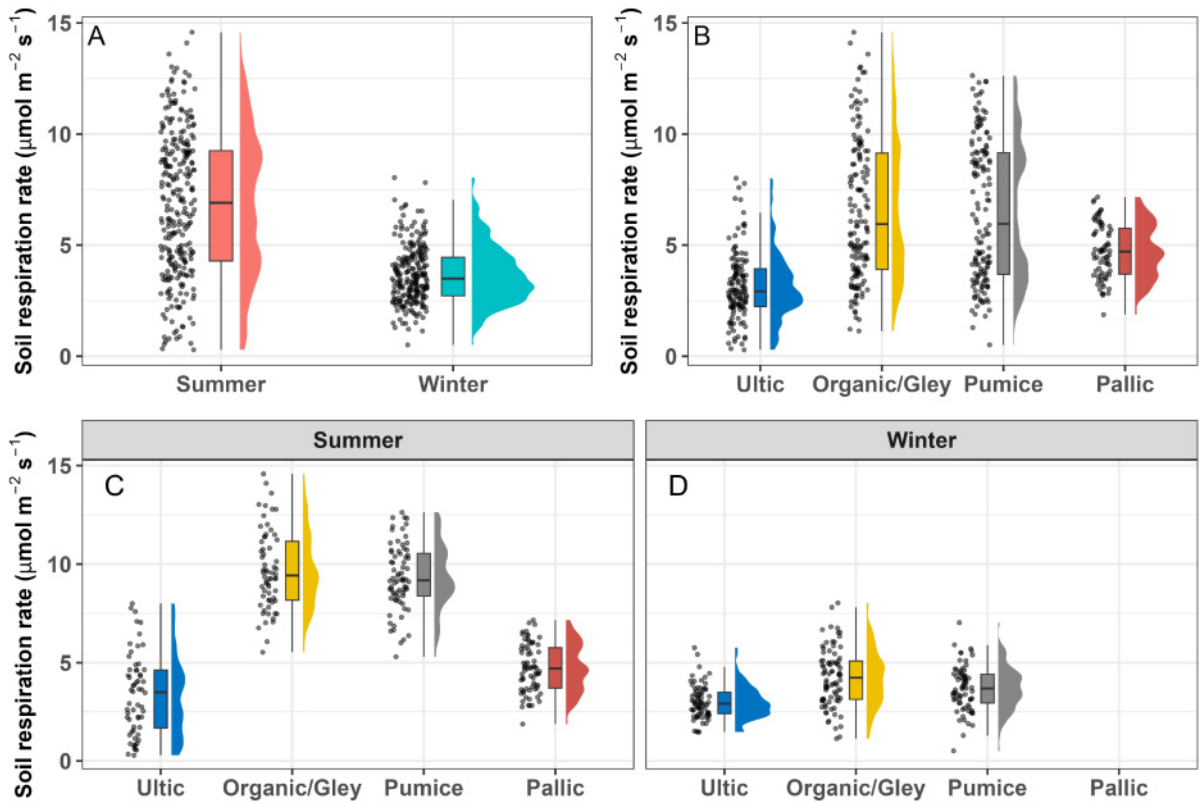 Soil respiration rate (μmol m⁻² s⁻¹)
A
15
10
5
0
Summer Winter
Soil respiration rate (μmol m⁻² s⁻¹)
B
15
10
5
0
Ultic Organic/Gley Pumice Pallic
Summer Winter
Soil respiration rate (μmol m⁻² s⁻¹)
C
D
15
10
5
0
Ultic Organic/Gley Pumice Pallic
Ultic Organic/Gley Pumice Pallic